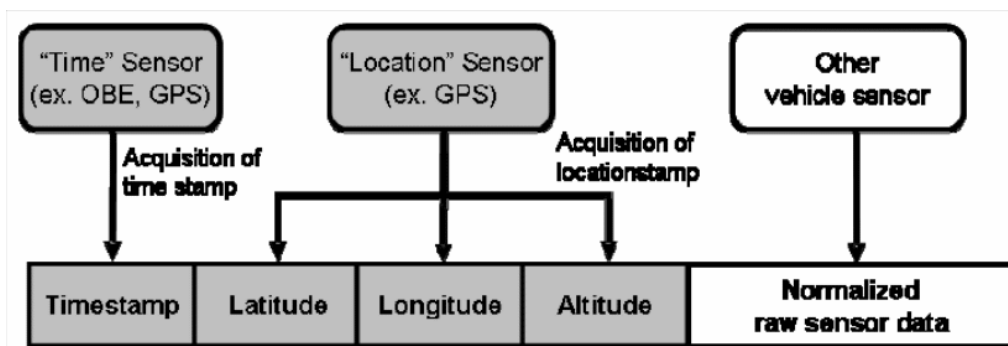 “Time” Sensor
(ex. OBE, GPS)
“Location” Sensor
(ex. GPS)
Other
vehicle sensor
Acquisition of
time stamp
Acquisition of
locationstamp
Timestamp
Latitude
Longitude
Altitude
Normalized
raw sensor data